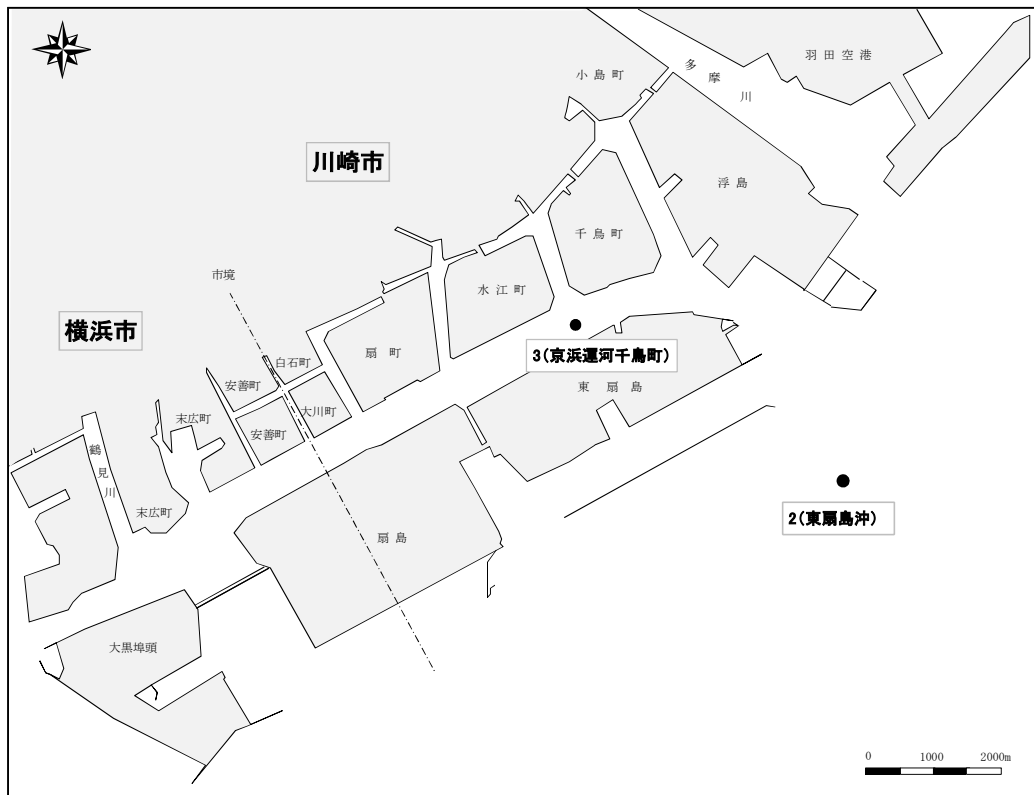 羽田空港
多摩川
小島町
川崎市
浮島
千鳥町
市境
水江町
横浜市
扇町
3(京浜運河千鳥町)
白石町
安善町
東扇島
大川町
末広町
安善町
鶴見川
2(東扇島沖)
末広町
扇島
大黒埠頭
0 1000 2000m